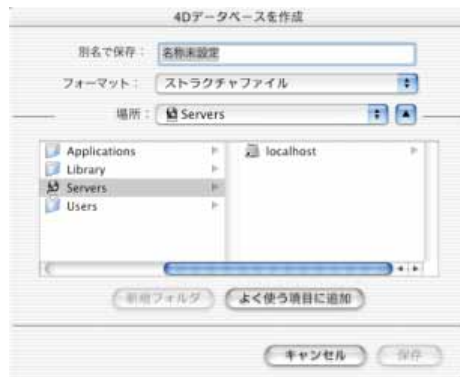 4Dデータベースを作成
別名で保存： 名称未設定
フォーマット： ストラクチャファイル
場所： Servers
Applications
Library
Servers
Users
localhost
新規フォルダ よく使う項目に追加
キャンセル 保存